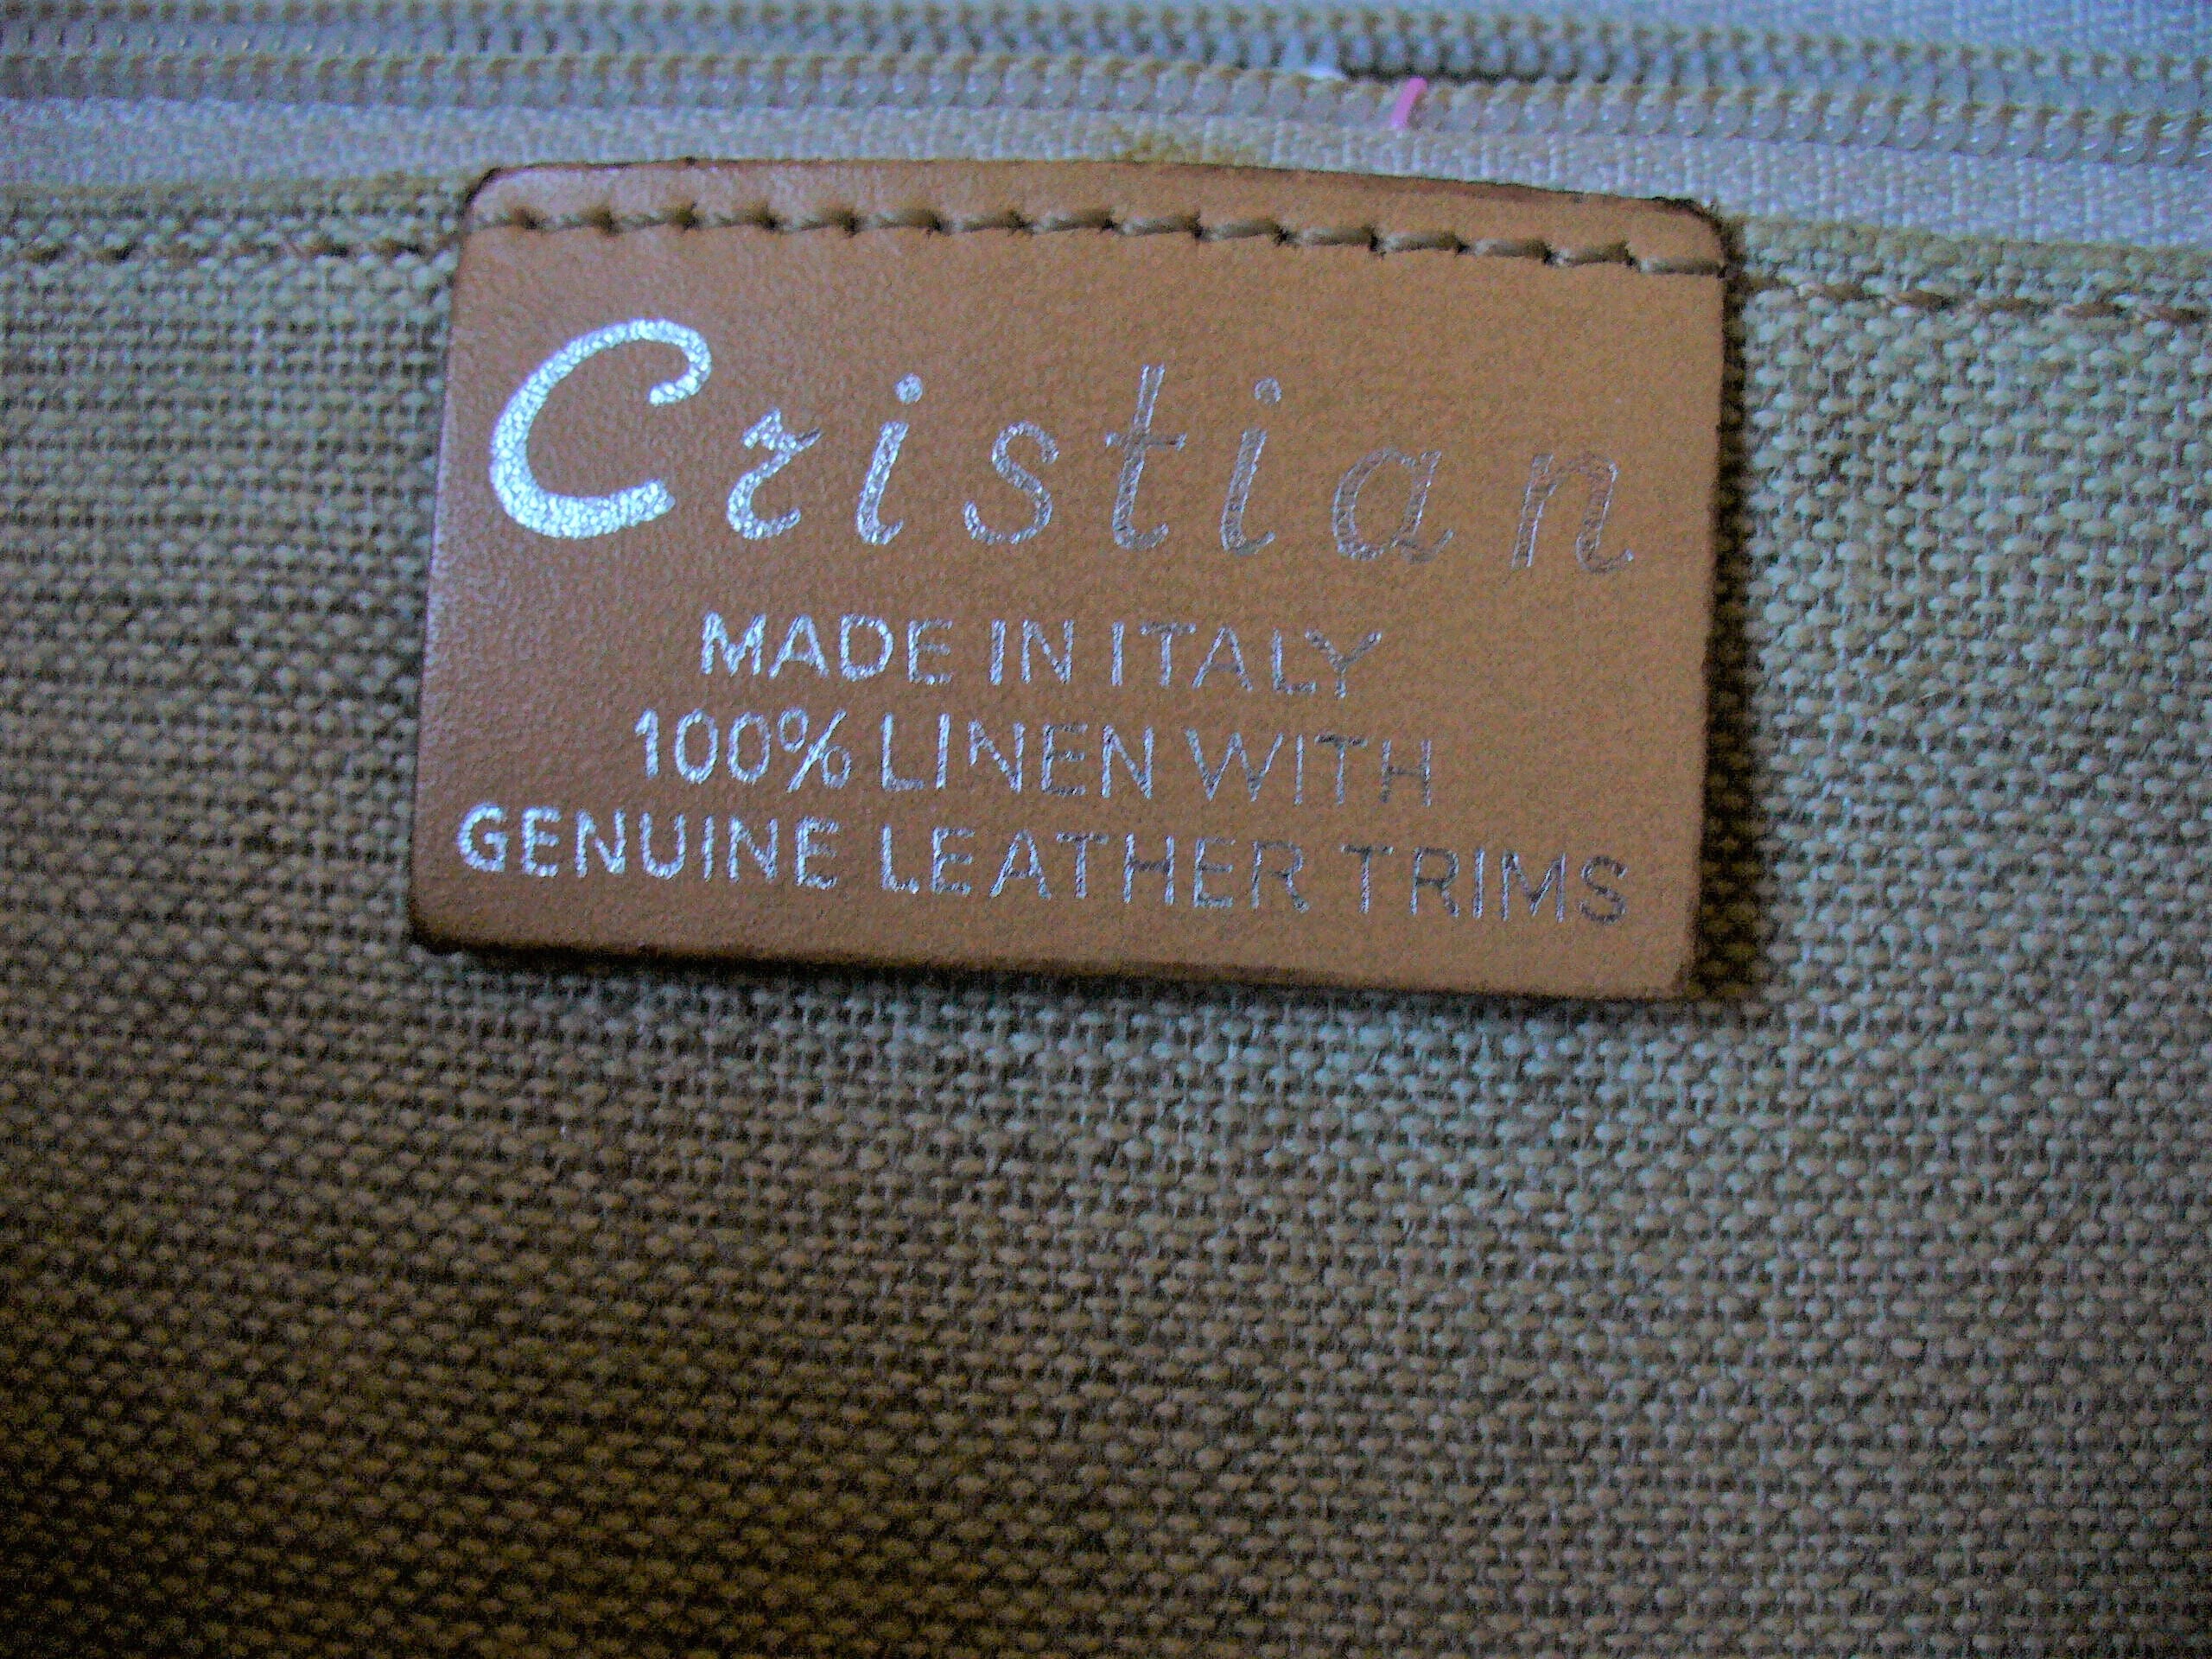 Cristian
MADE IN ITALY
100% LINEN WITH
GENUINE LEATHER TRIMS